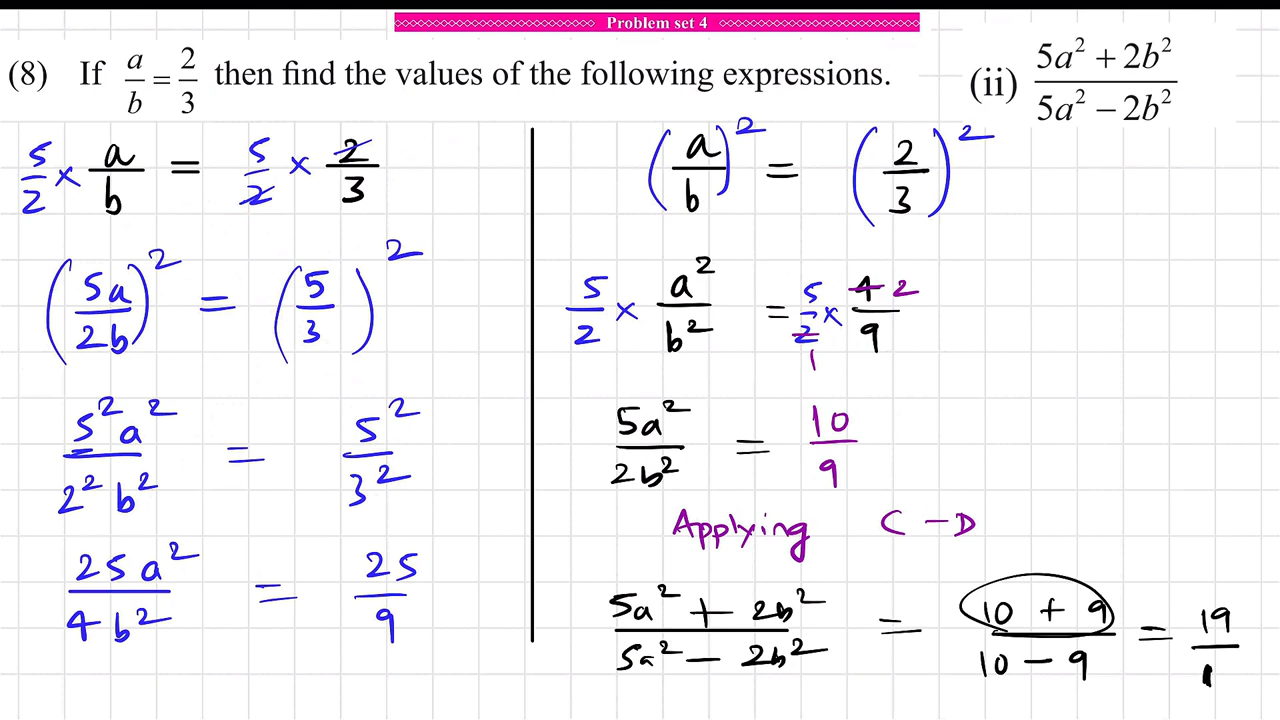 Problem set 4
(8) If a/b = 2/3 then find the values of the following expressions. (ii) (5a² + 2b²)/(5a² − 2b²)
5/2 × a/b = 5/2 × 2/3
(5a/2b)² = (5/3)²
5²a²/2²b² = 5²/3²
25a²/4b² = 25/9
(a/b)² = (2/3)²
5/2 × a²/b² = 5/2 1 × 4 2/9
5a²/2b² = 10/9
Applying C – D
(5a² + 2b²)/(5a² − 2b²) = (10 + 9)/(10 − 9) = 19/1